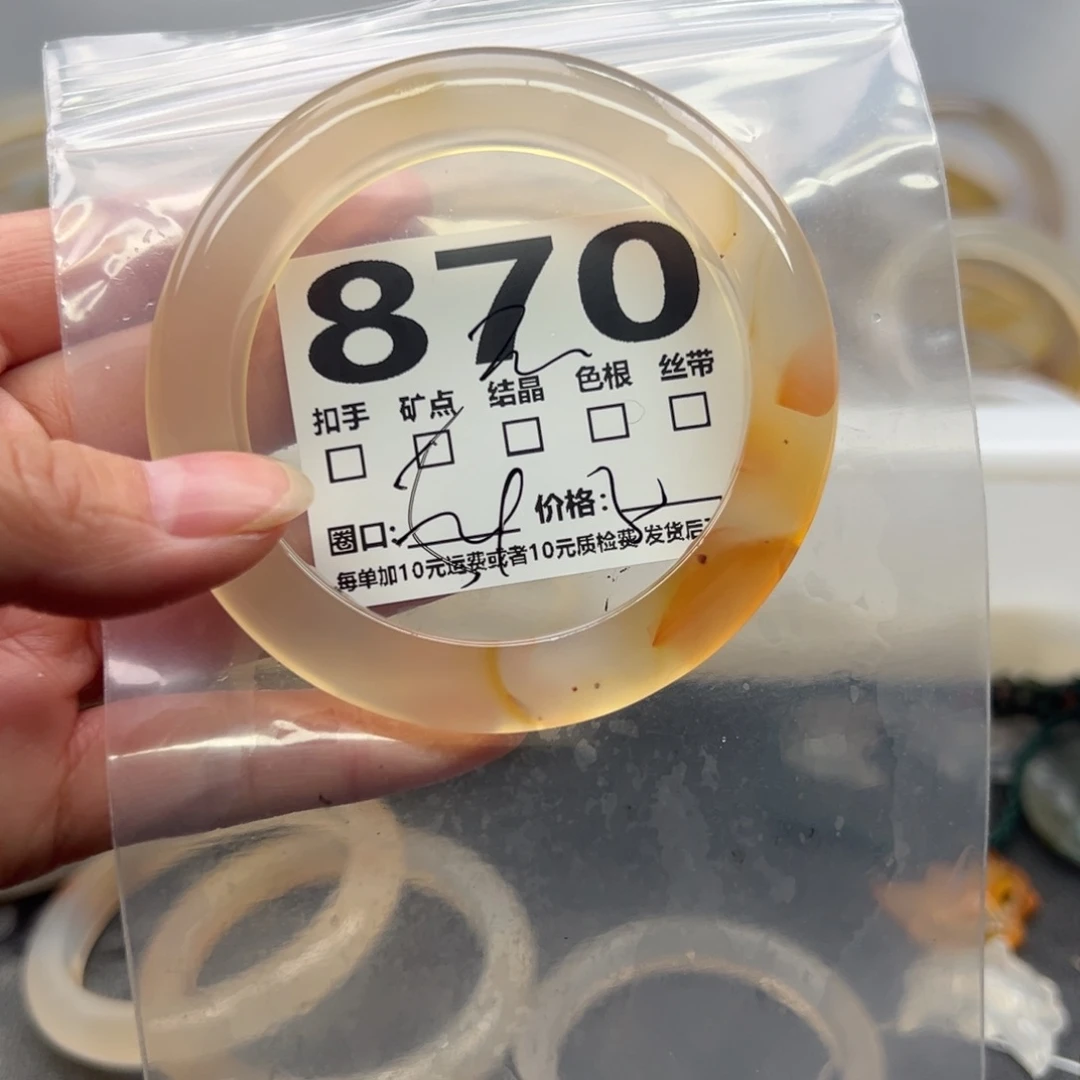 870
扣手 矿点 结晶 色根 丝带
圈口: 价格:
每单加10元运费或者10元质检费 发货后